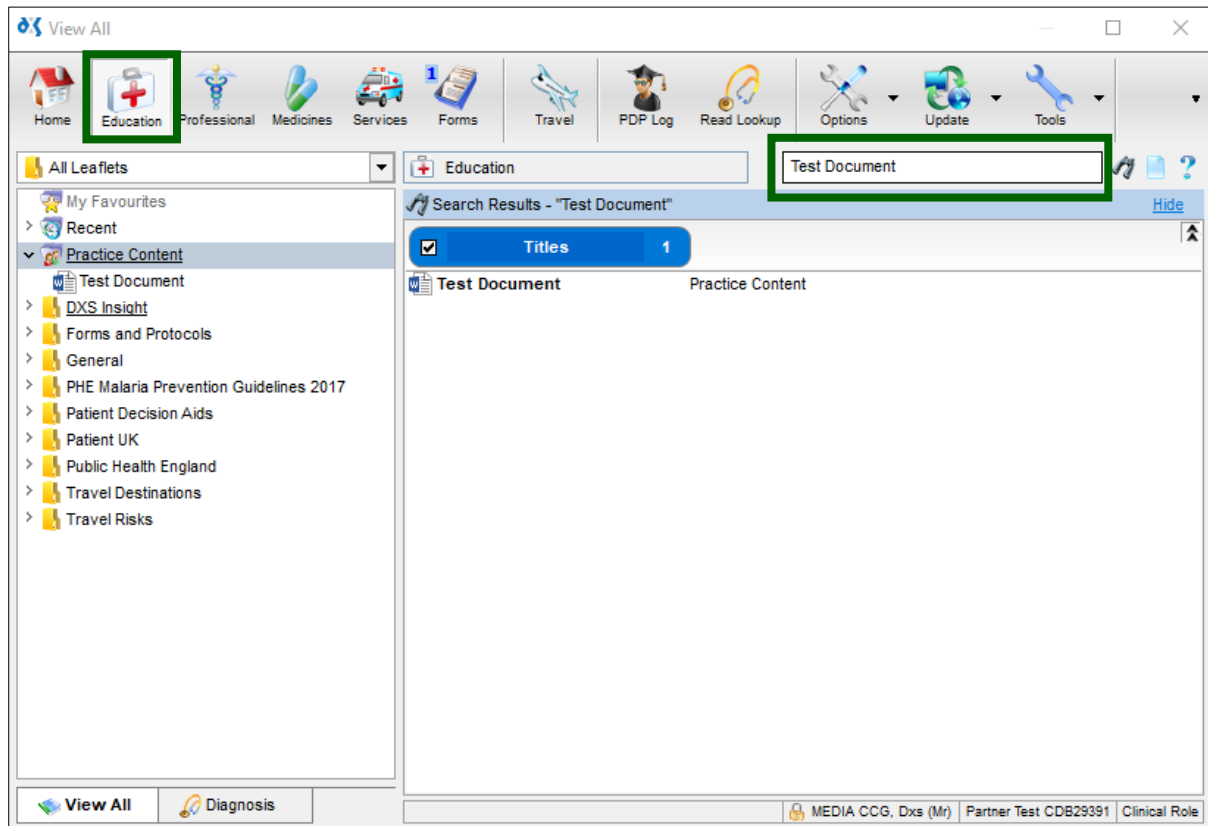 View All
1
Home Education Professional Medicines Services Forms Travel PDP Log Read Lookup Options Update Tools
All Leaflets
Education
Test Document
?
My Favourites
Recent
Practice Content
Test Document
DXS Insight
Forms and Protocols
General
PHE Malaria Prevention Guidelines 2017
Patient Decision Aids
Patient UK
Public Health England
Travel Destinations
Travel Risks
Search Results - "Test Document"
Hide
Titles 1
Test Document Practice Content
View All
Diagnosis
MEDIA CCG, Dxs (Mr) Partner Test CDB29391 Clinical Role